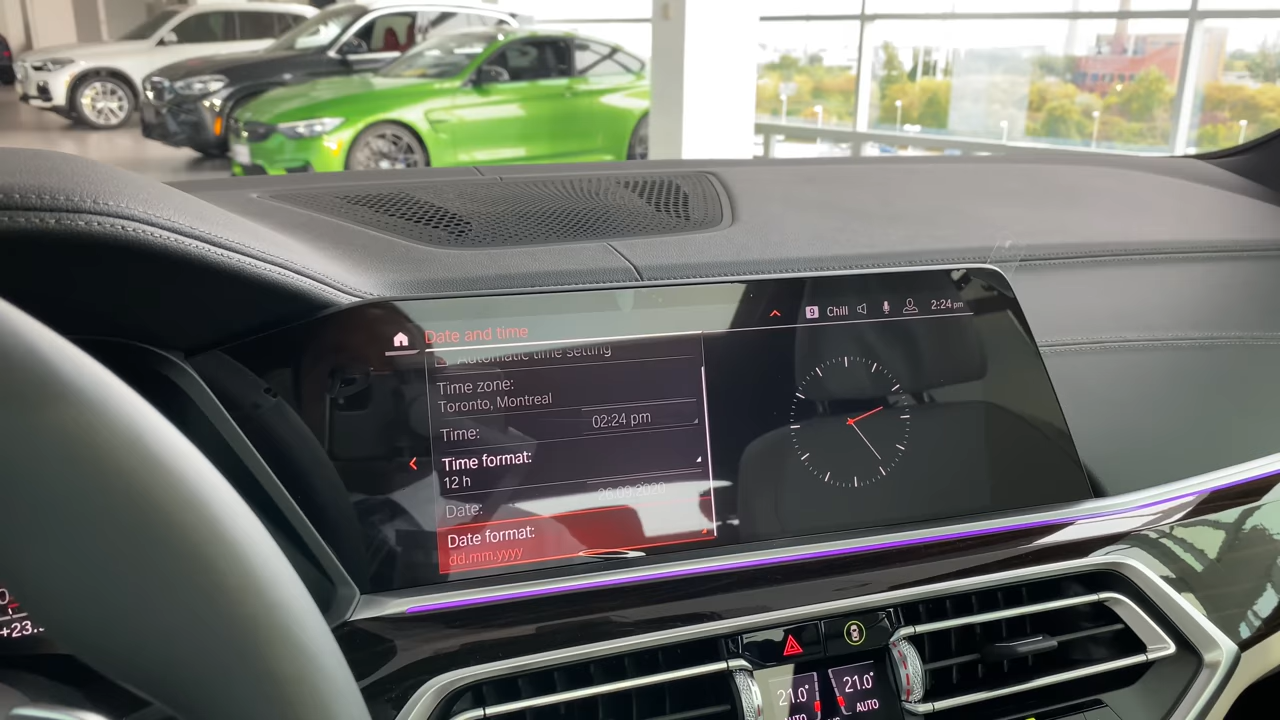 9 Chill 2:24 pm
Date and time
Automatic time setting
Time zone:
Toronto, Montreal
Time: 02:24 pm
Time format:
12 h
Date: 26.09.2020
Date format:
dd.mm.yyyy
+23..
21.0°
21.0°
AUTO
AUTO